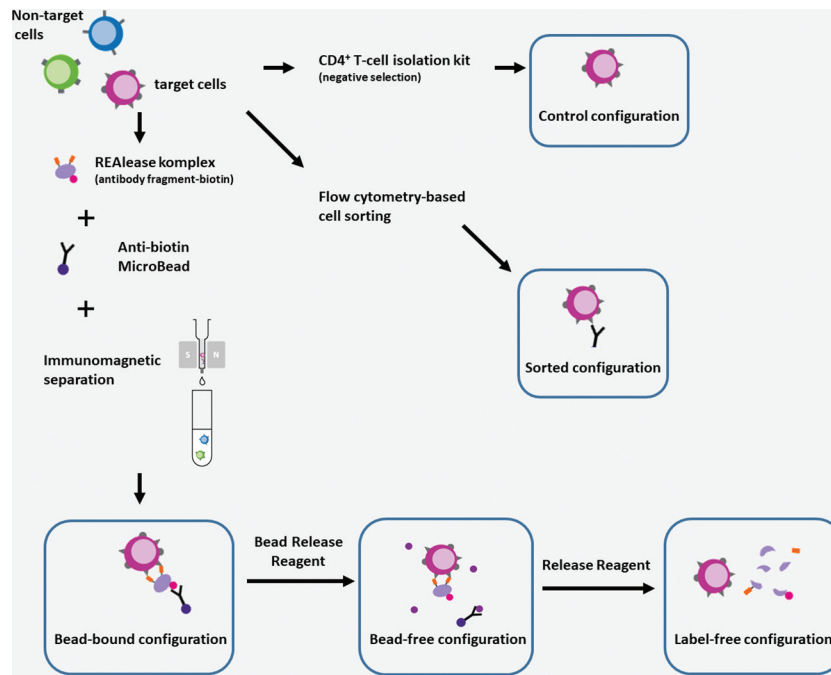 Non-target
cells
target cells
CD4⁺ T-cell isolation kit
(negative selection)
Control configuration
REAlease komplex
(antibody fragment-biotin)
+
Flow cytometry-based
cell sorting
Anti-biotin
MicroBead
+
Immunomagnetic
separation
S N
Sorted configuration
Bead-bound configuration
Bead Release
Reagent
Bead-free configuration
Release Reagent
Label-free configuration